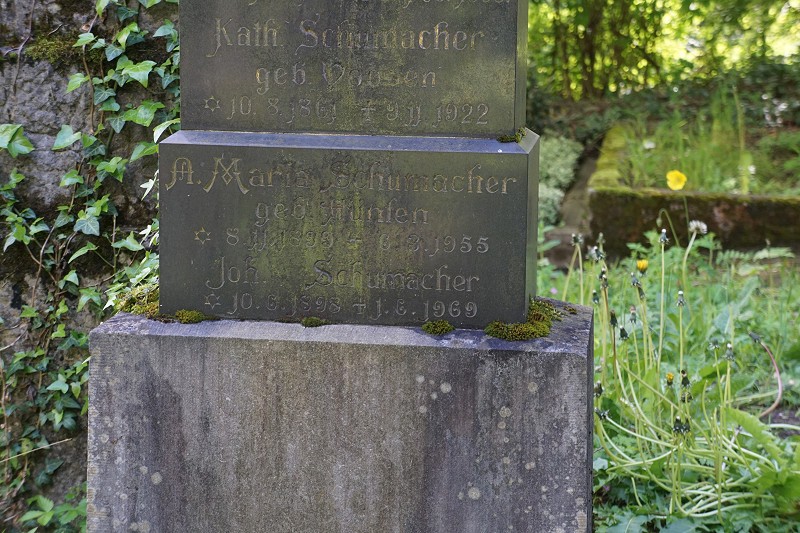 Kath. Schumacher
geb.
✡ 10.8.1861 ✝ 9.11.1922
A. Maria Schumacher
geb. Hünfen
✡ 8.11.1899 ✝ 6.3.1955
Joh. Schumacher
✡ 10.6.1898 ✝ 1.6.1969